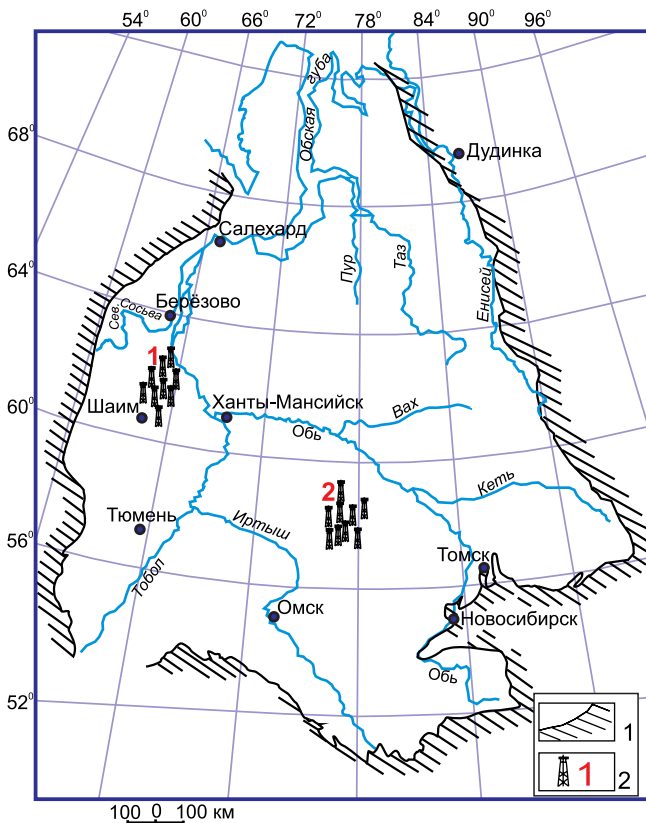 54⁰ 60⁰ 66⁰ 72⁰ 78⁰ 84⁰ 90⁰ 96⁰
68⁰
64⁰
60⁰
56⁰
52⁰
Обская губа
Дудинка
Салехард
Пур
Таз
Енисей
Сев. Сосьва
Берёзово
1
Шаим
Ханты-Мансийск
Обь
Вах
2
Кеть
Тюмень
Иртыш
Тобол
Томск
Омск
Новосибирск
Обь
1
1 2
100 0 100 км